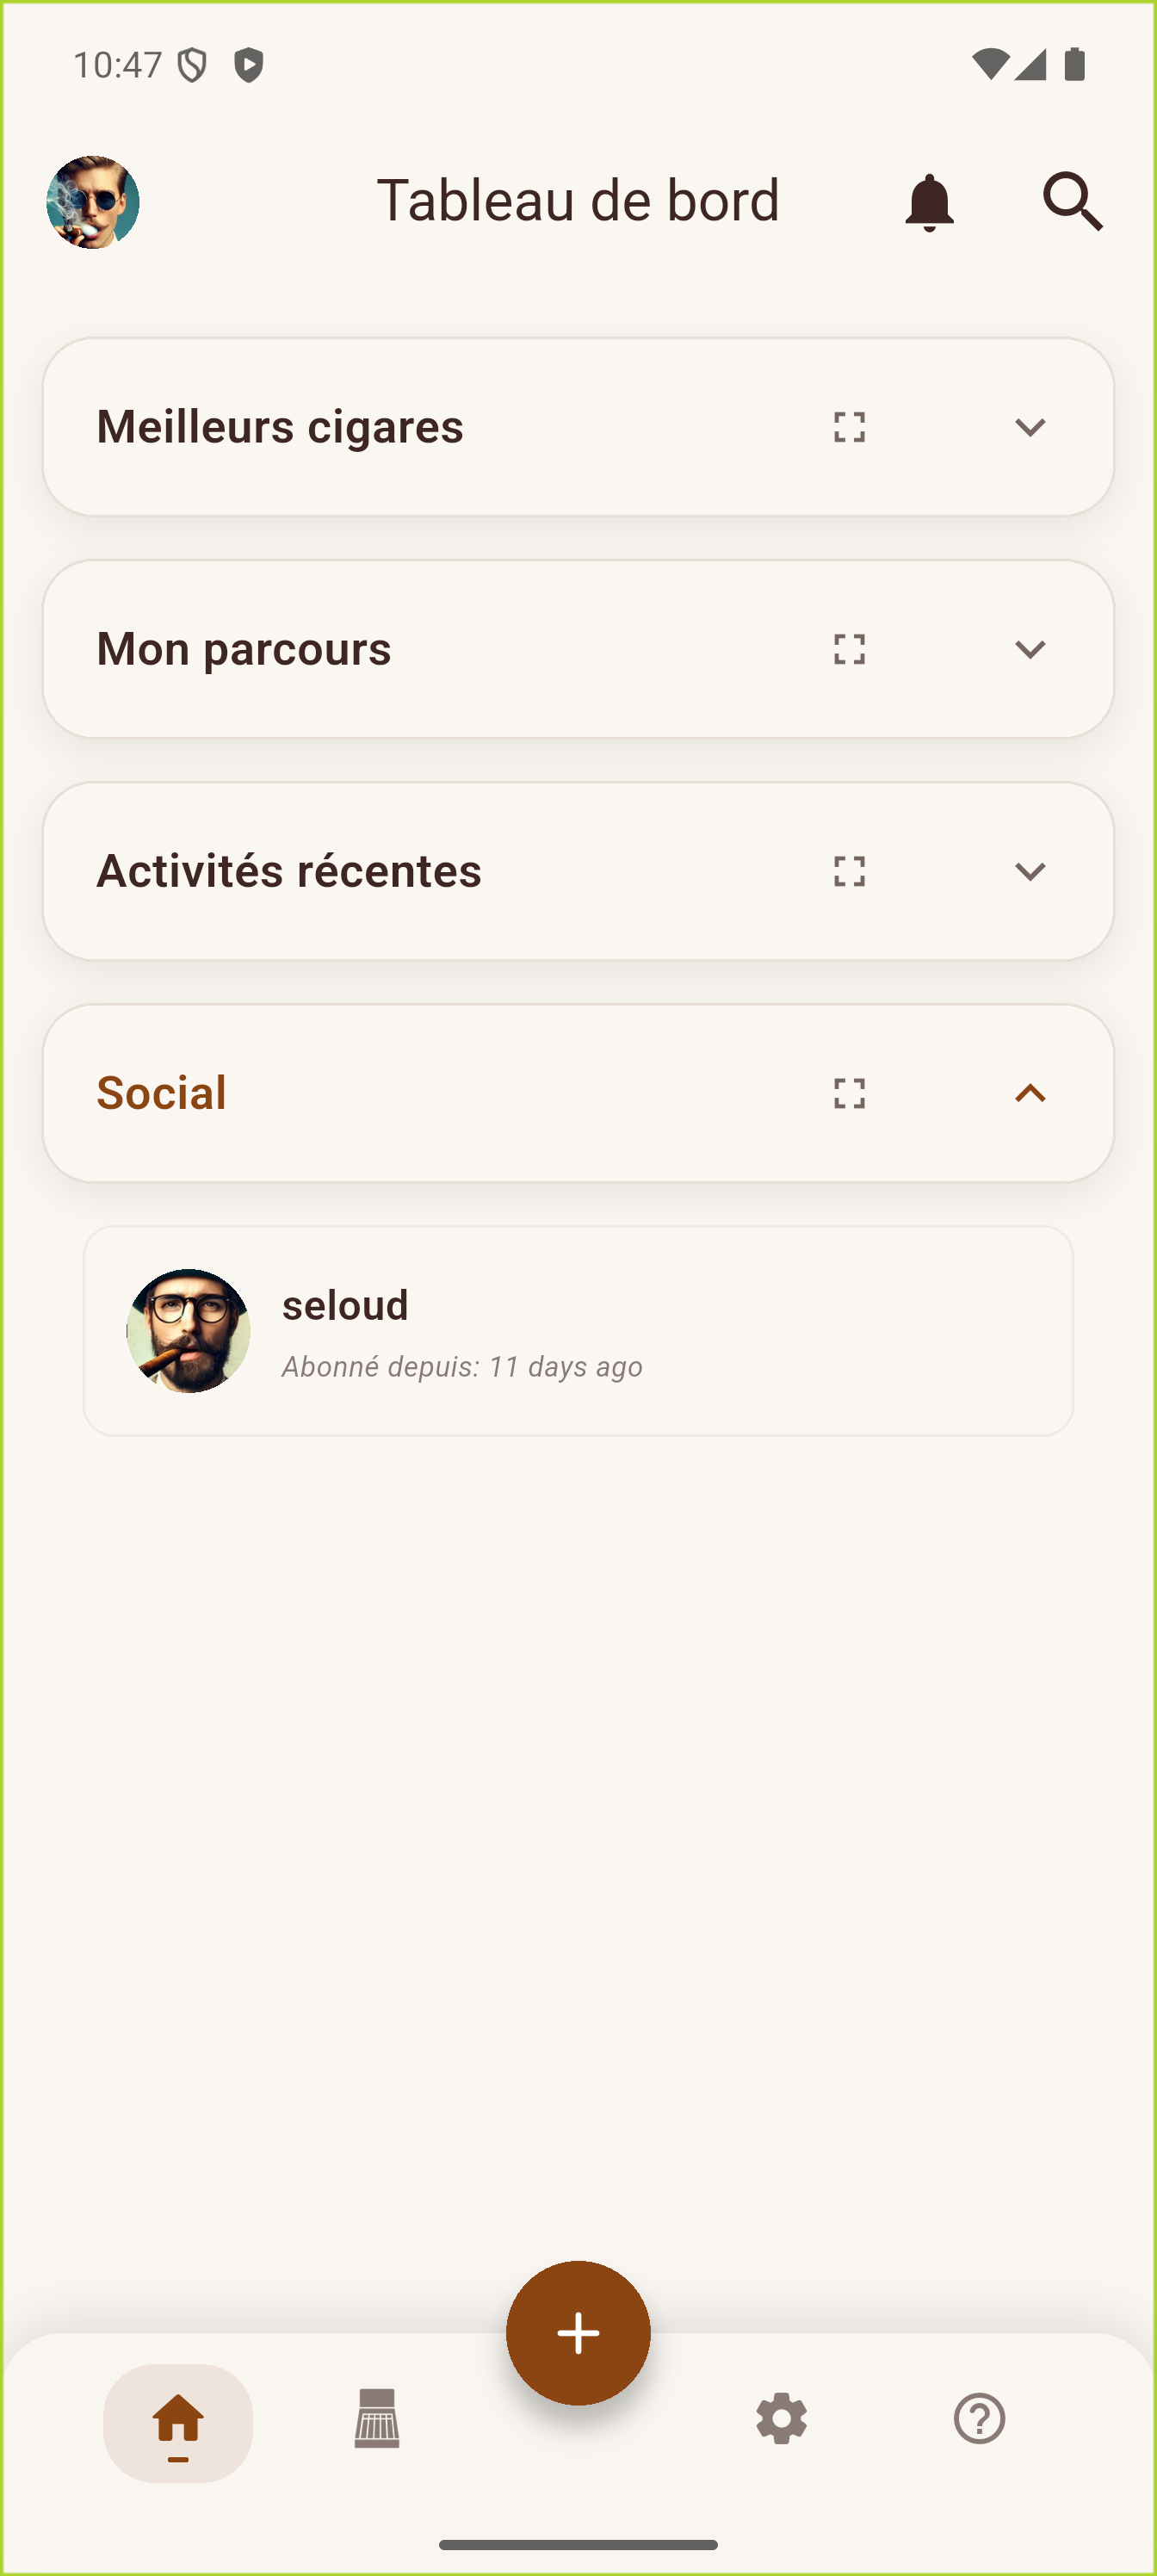 10:47
Tableau de bord
Meilleurs cigares
Mon parcours
Activités récentes
Social
seloud
Abonné depuis: 11 days ago